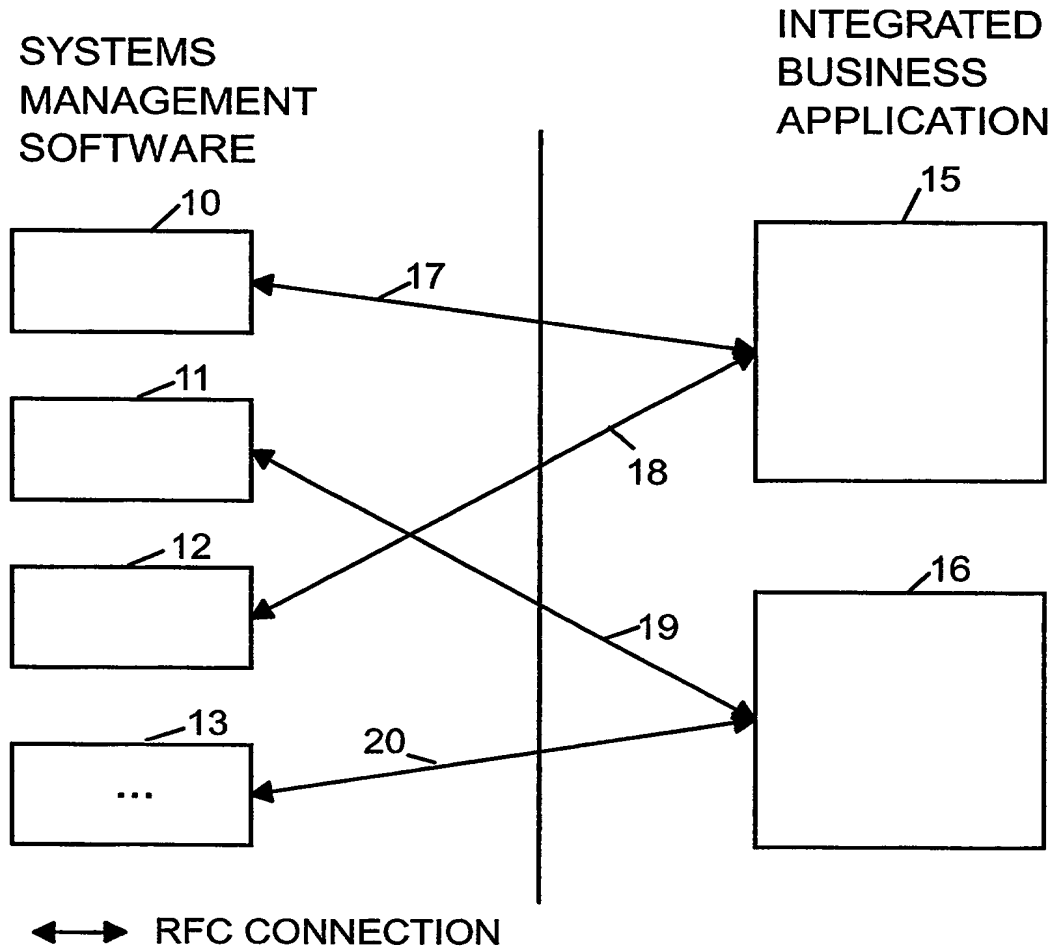 SYSTEMS
MANAGEMENT
SOFTWARE
INTEGRATED
BUSINESS
APPLICATION
10
15
17
11
18
12
16
19
13
20
...
RFC CONNECTION